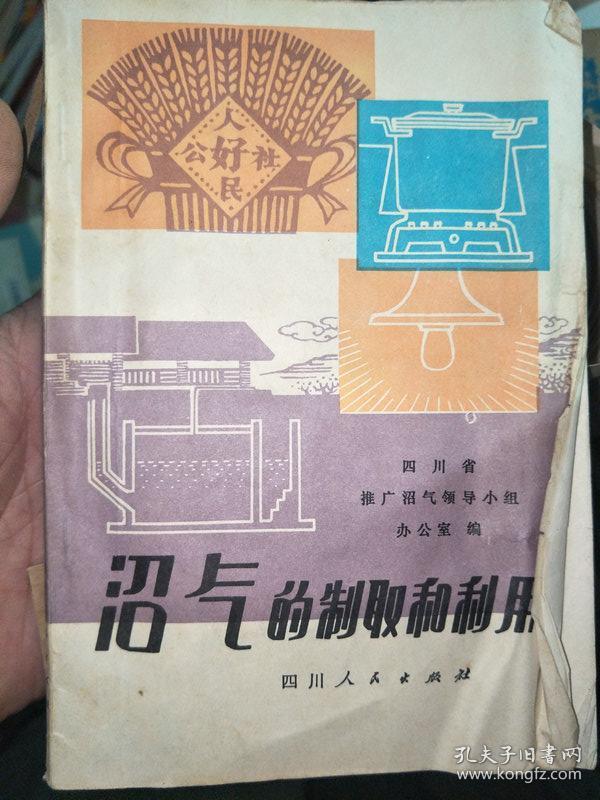 人
公好社
民
四川省
推广沼气领导小组
办公室 编
沼气的制取和利用
四川人民出版社
孔夫子旧书网
www.kongfz.com